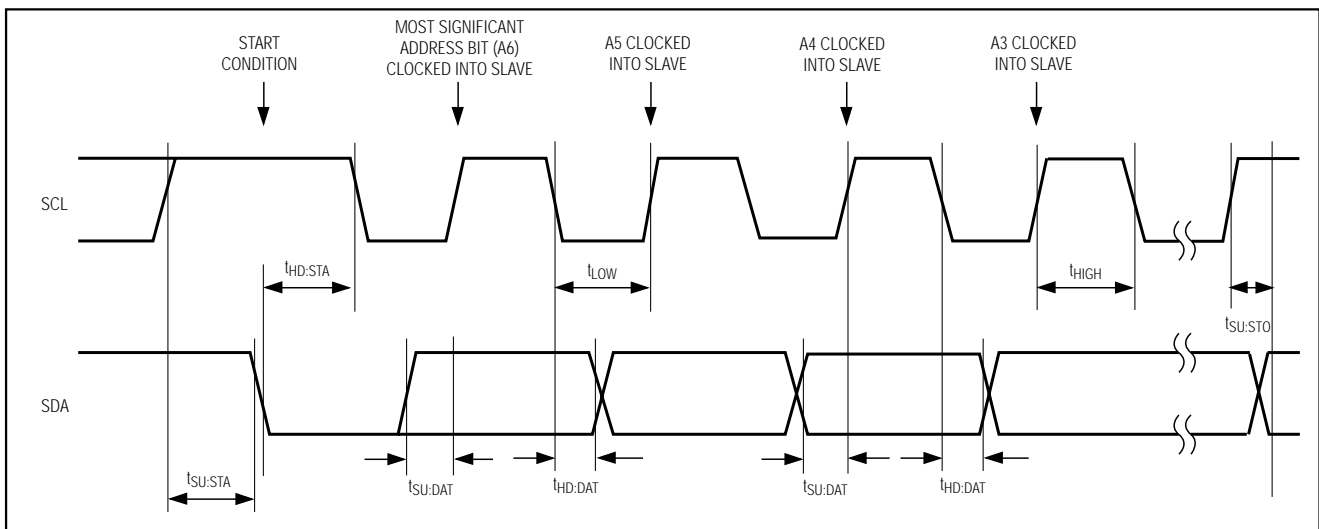 START
CONDITION
MOST SIGNIFICANT
ADDRESS BIT (A6)
CLOCKED INTO SLAVE
A5 CLOCKED
INTO SLAVE
A4 CLOCKED
INTO SLAVE
A3 CLOCKED
INTO SLAVE
SCL
tHD:STA
tLOW
tHIGH
tSU:STO
SDA
tSU:STA
tSU:DAT
tHD:DAT
tSU:DAT
tHD:DAT